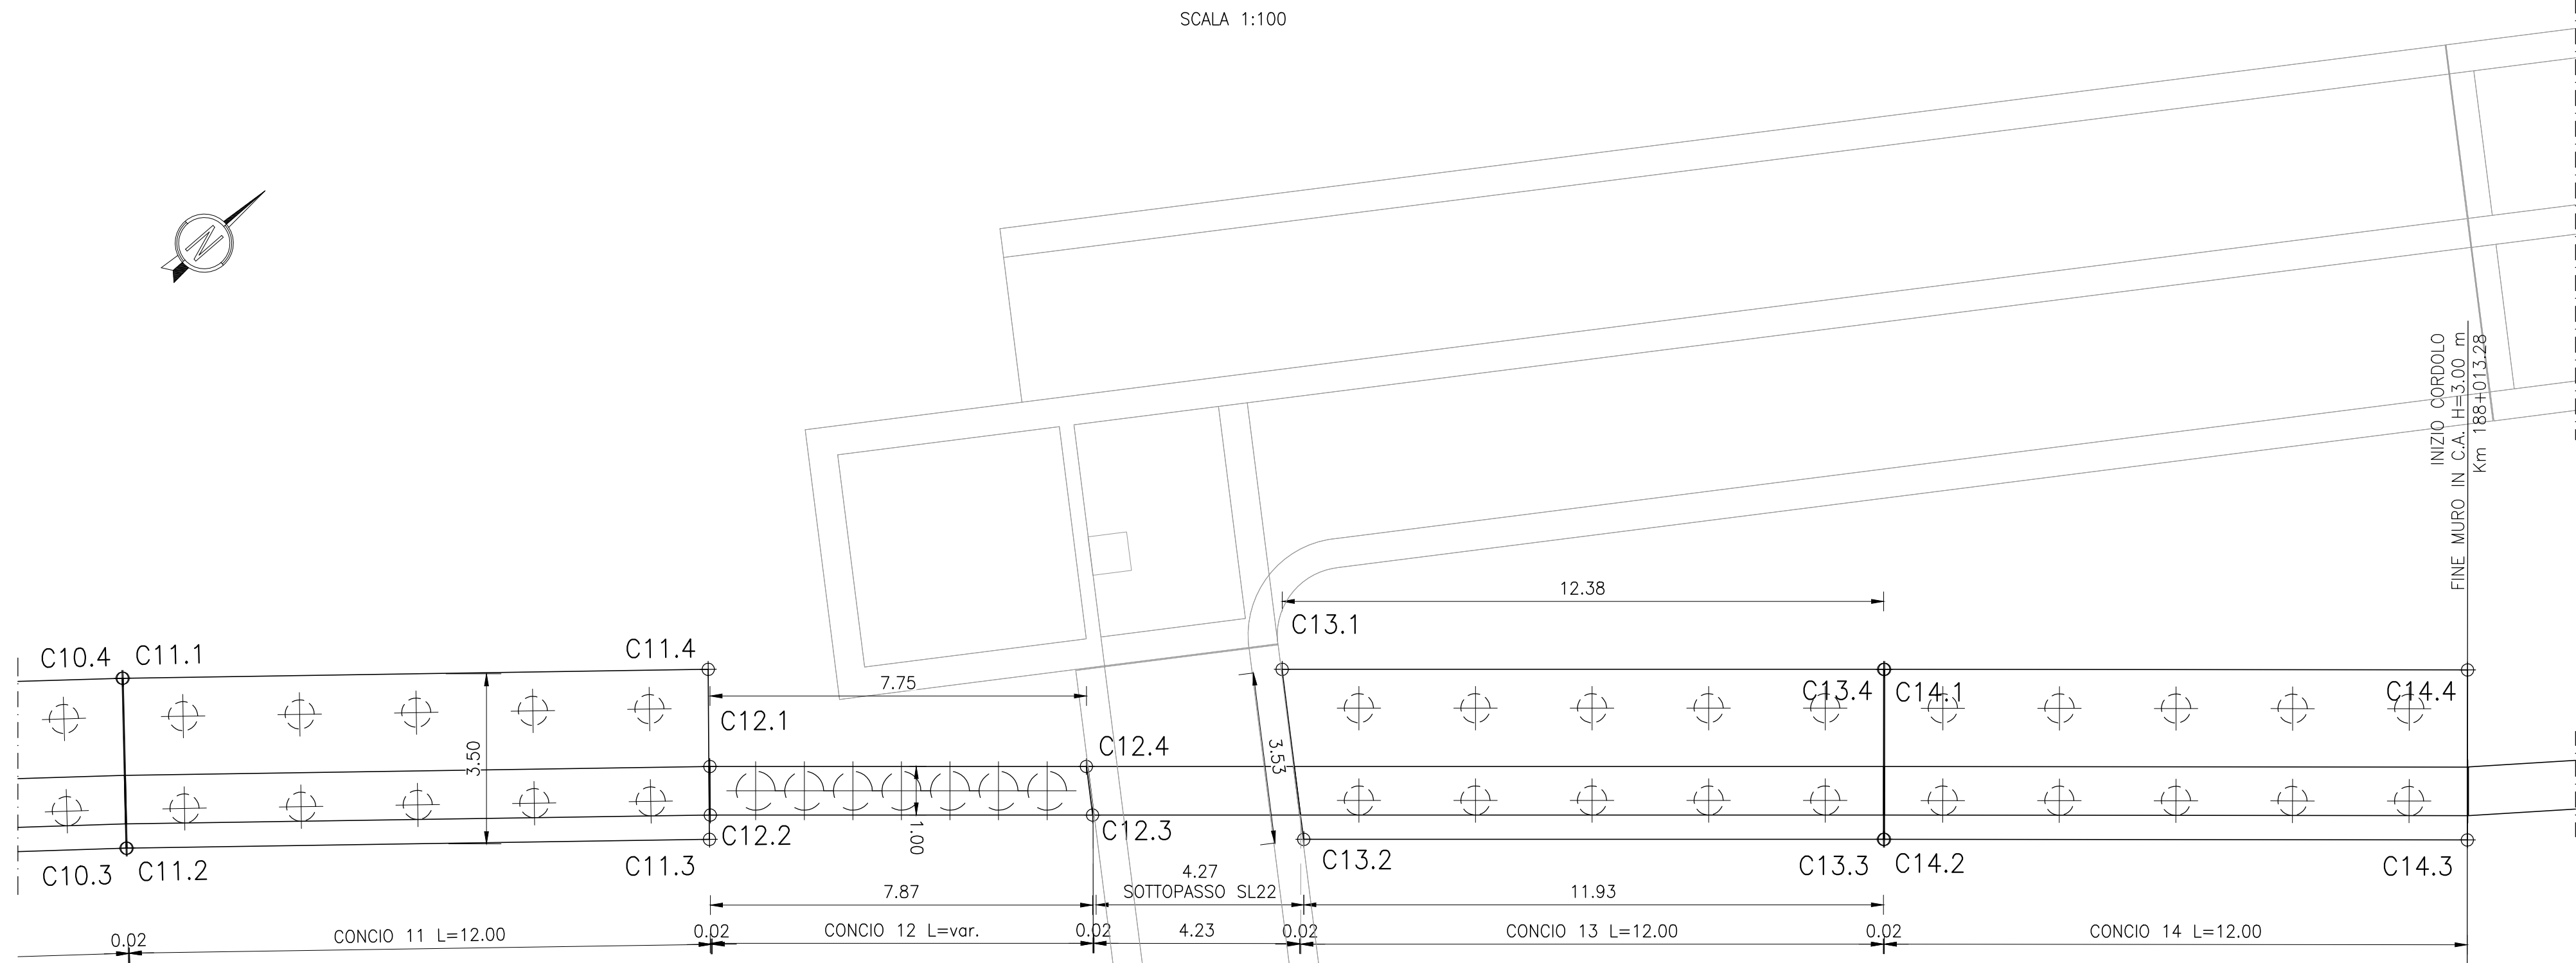 SCALA 1:100
N
INIZIO CORDOLO
FINE MURO IN C.A. H=3.00 m
Km 188+013.28
12.38
C13.1
C10.4
C11.1
C11.4
7.75
C12.1
C13.4
C14.1
C14.4
C12.4
3.50
3.53
1.00
C12.2
C12.3
C10.3
C11.2
C11.3
C13.2
C13.3
C14.2
C14.3
4.27
7.87
SOTTOPASSO SL22
11.93
0.02
CONCIO 11 L=12.00
0.02
CONCIO 12 L=var.
0.02
4.23
0.02
CONCIO 13 L=12.00
0.02
CONCIO 14 L=12.00